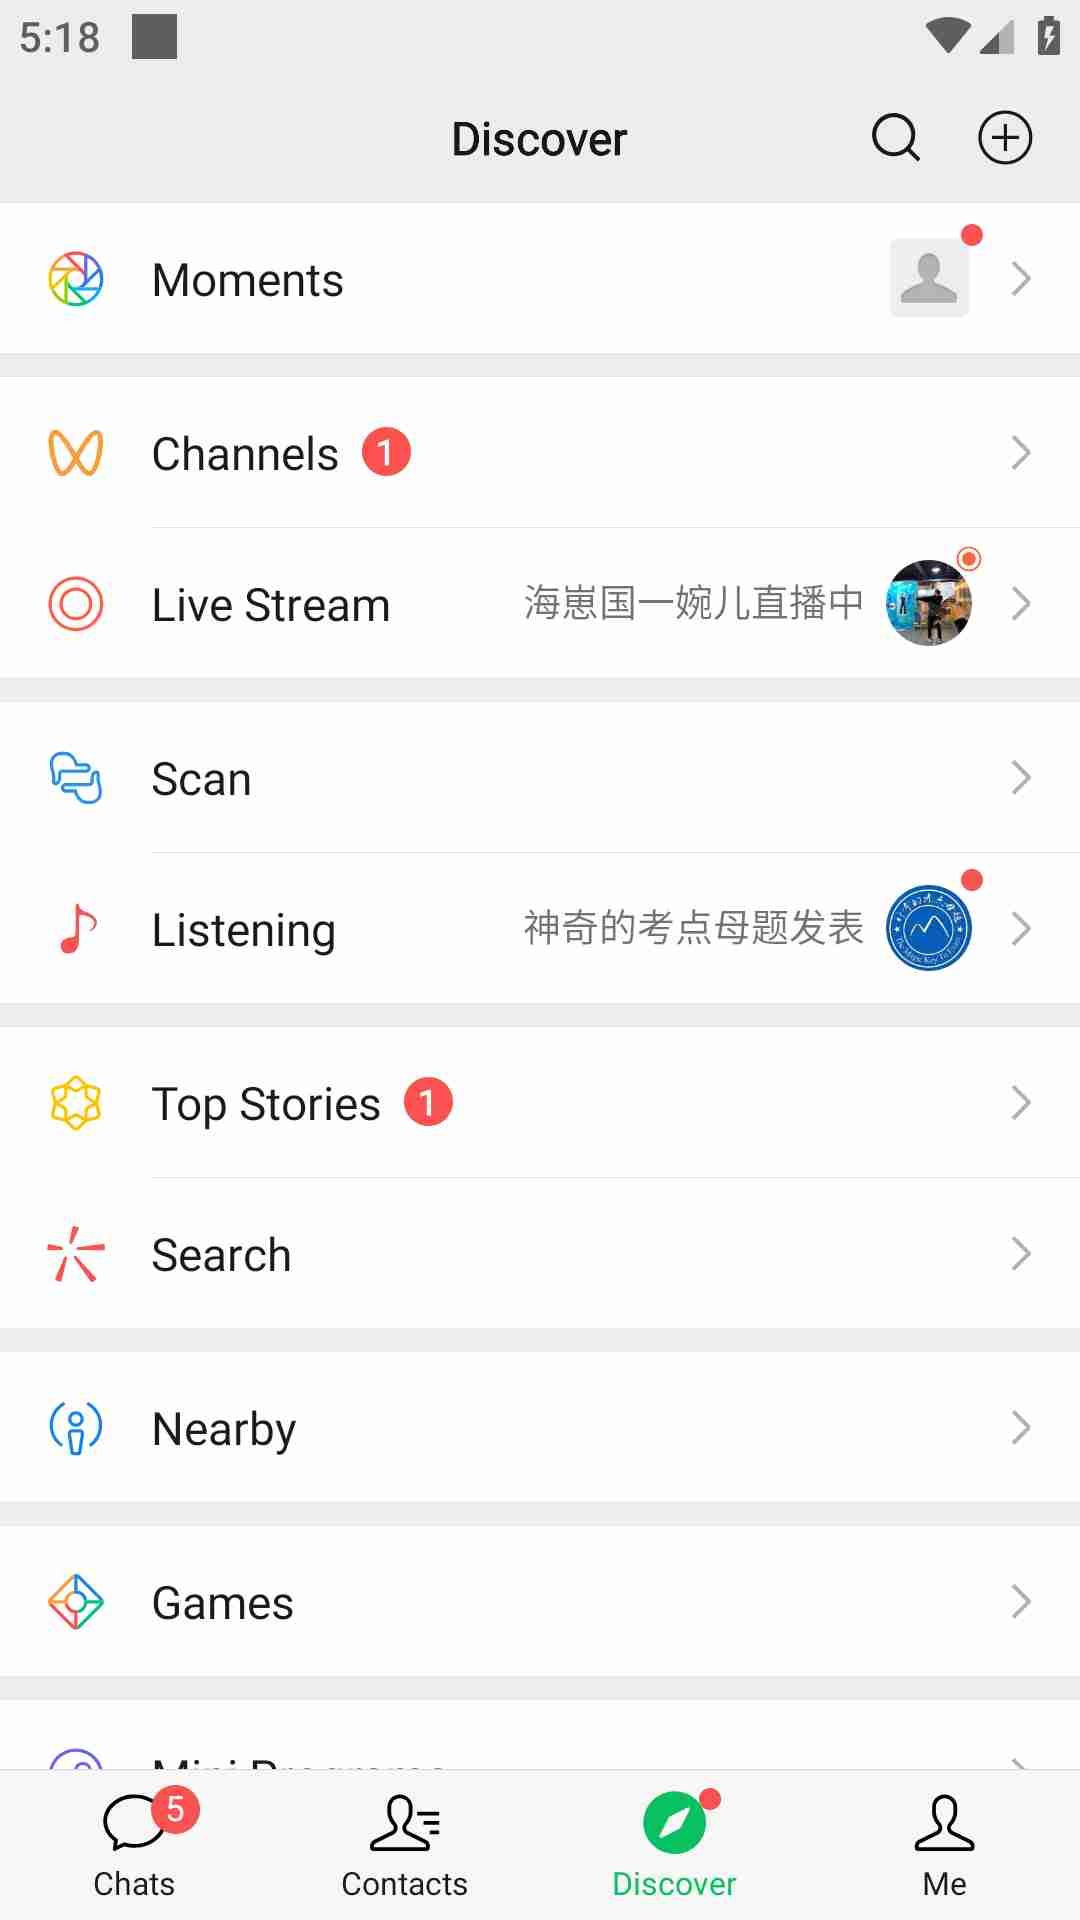 5:18
Discover
Moments
Channels 1
Live Stream 海崽国一婉儿直播中
Scan
Listening 神奇的考点母题发表
Top Stories 1
Search
Nearby
Games
Mini Programs
5
Chats Contacts Discover Me